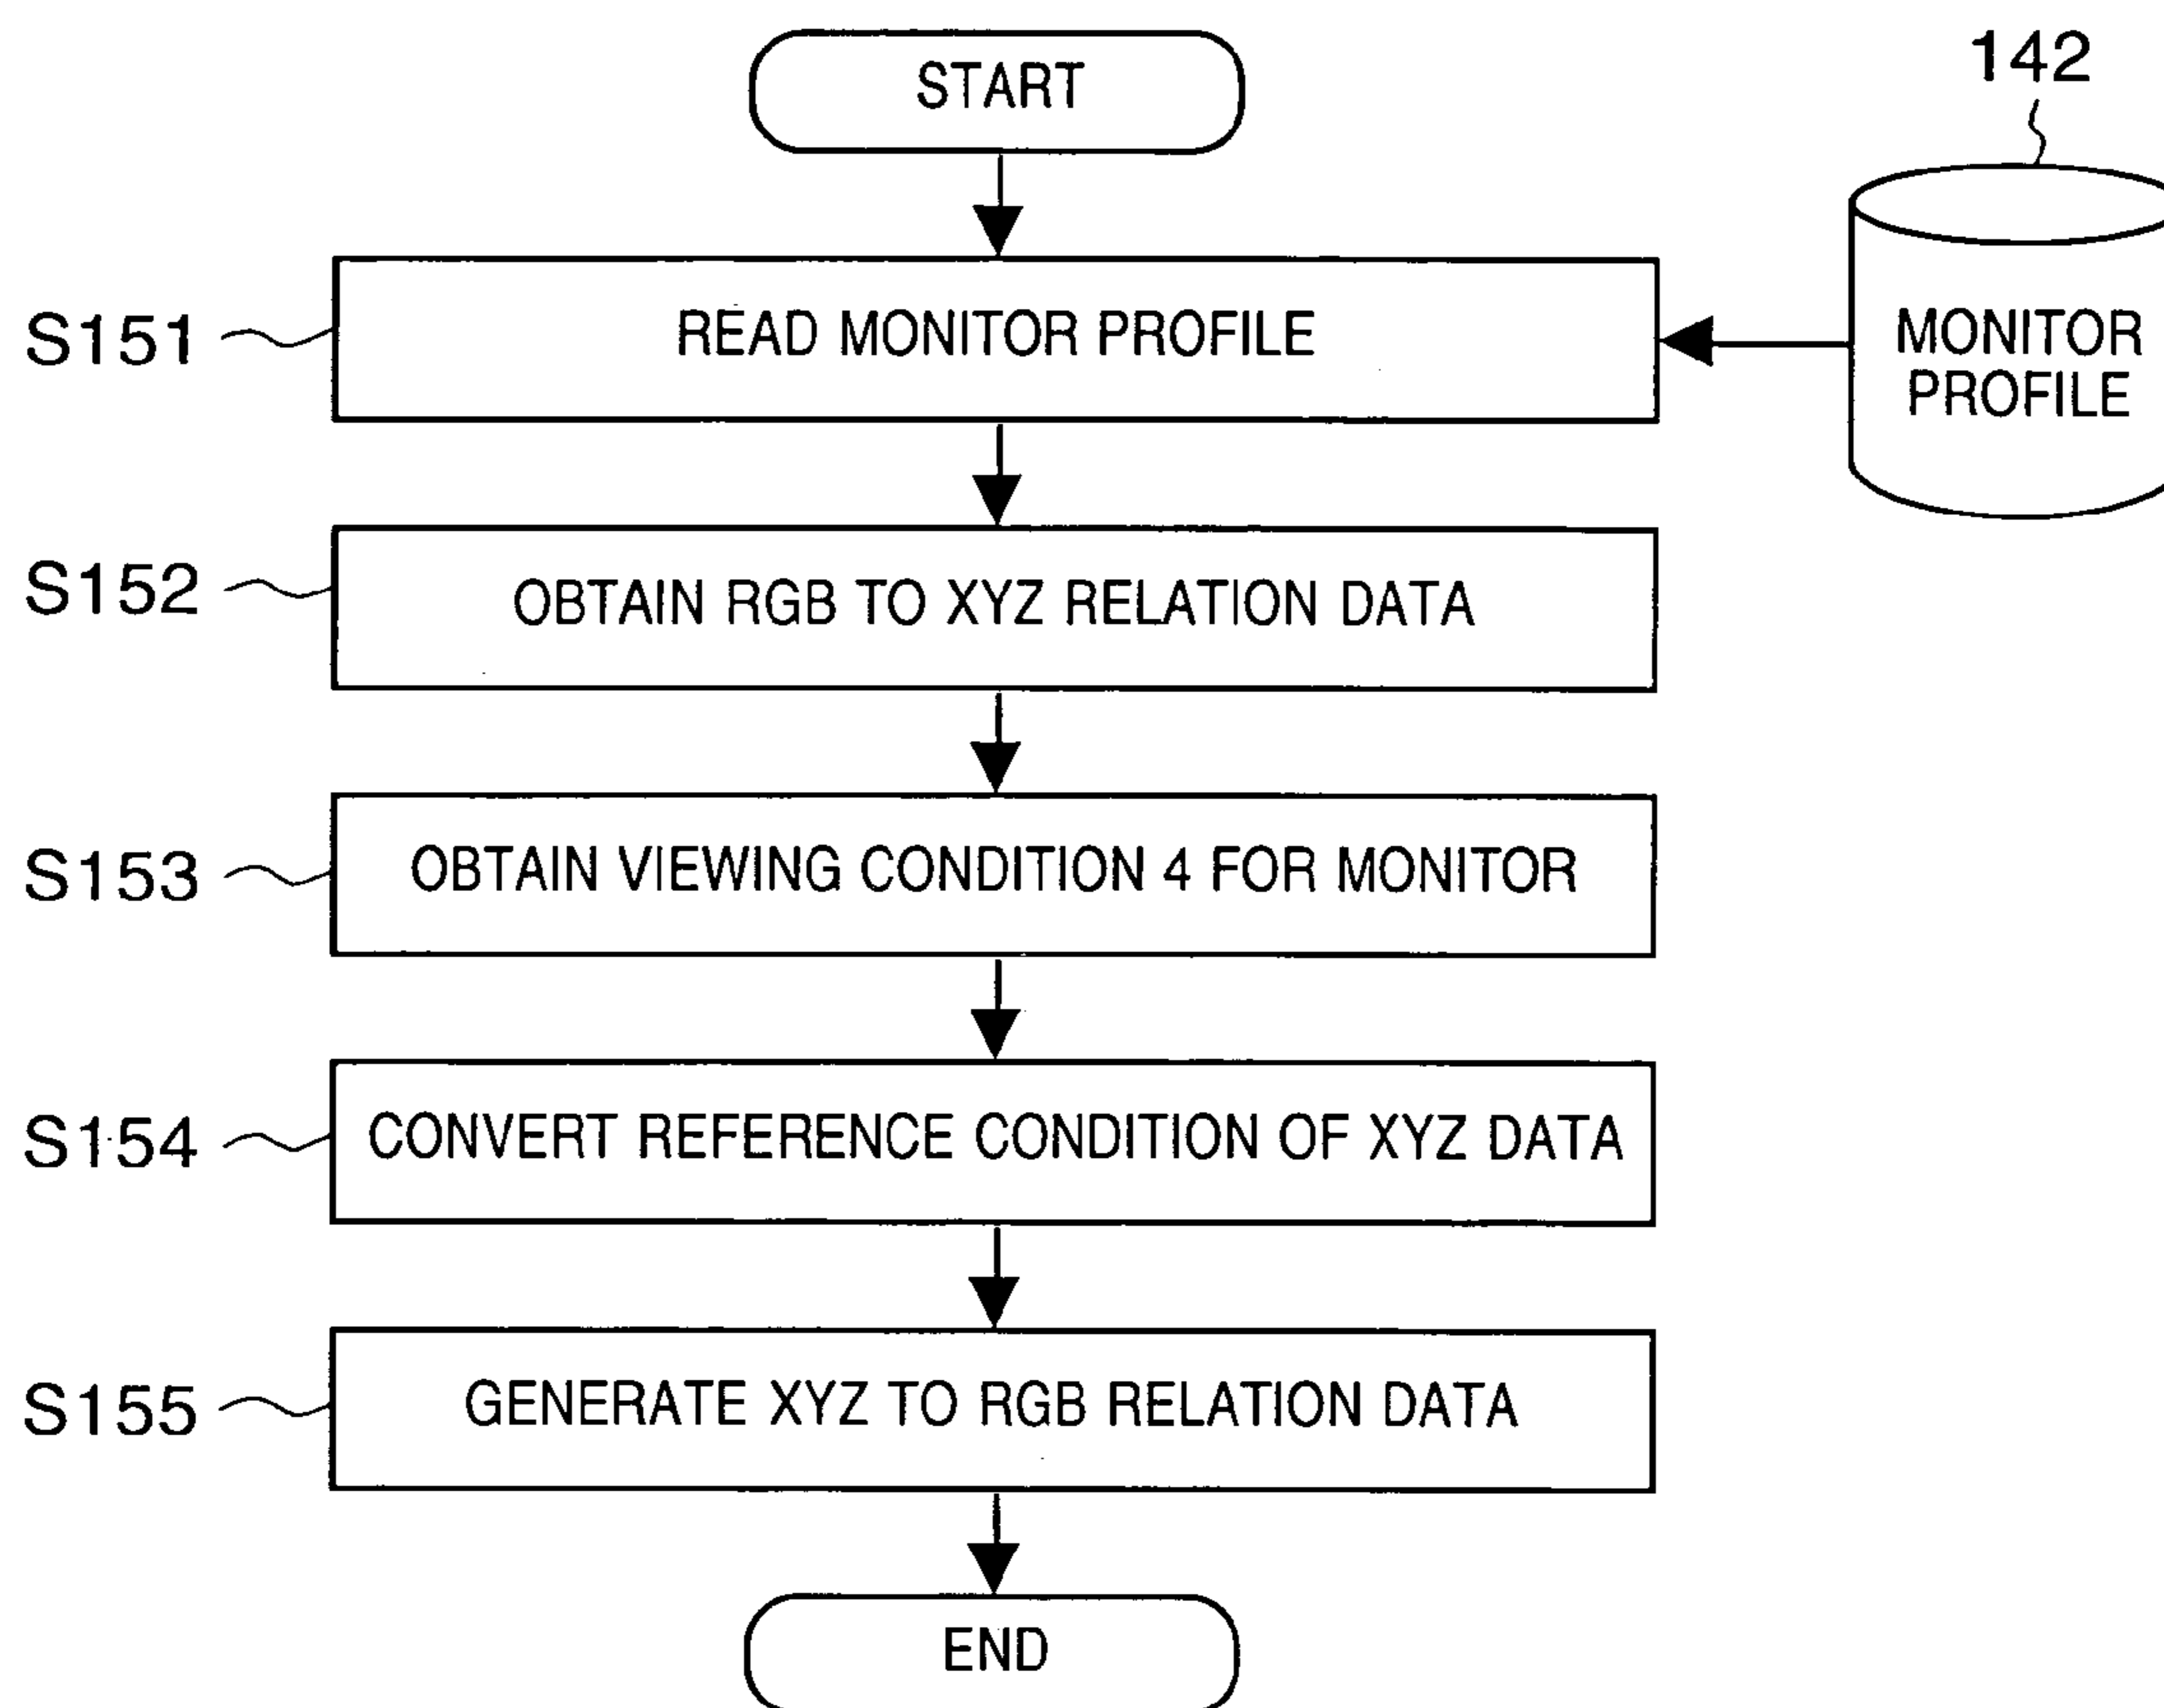 START
142
S151
READ MONITOR PROFILE
MONITOR
PROFILE
S152
OBTAIN RGB TO XYZ RELATION DATA
S153
OBTAIN VIEWING CONDITION 4 FOR MONITOR
S154
CONVERT REFERENCE CONDITION OF XYZ DATA
S155
GENERATE XYZ TO RGB RELATION DATA
END